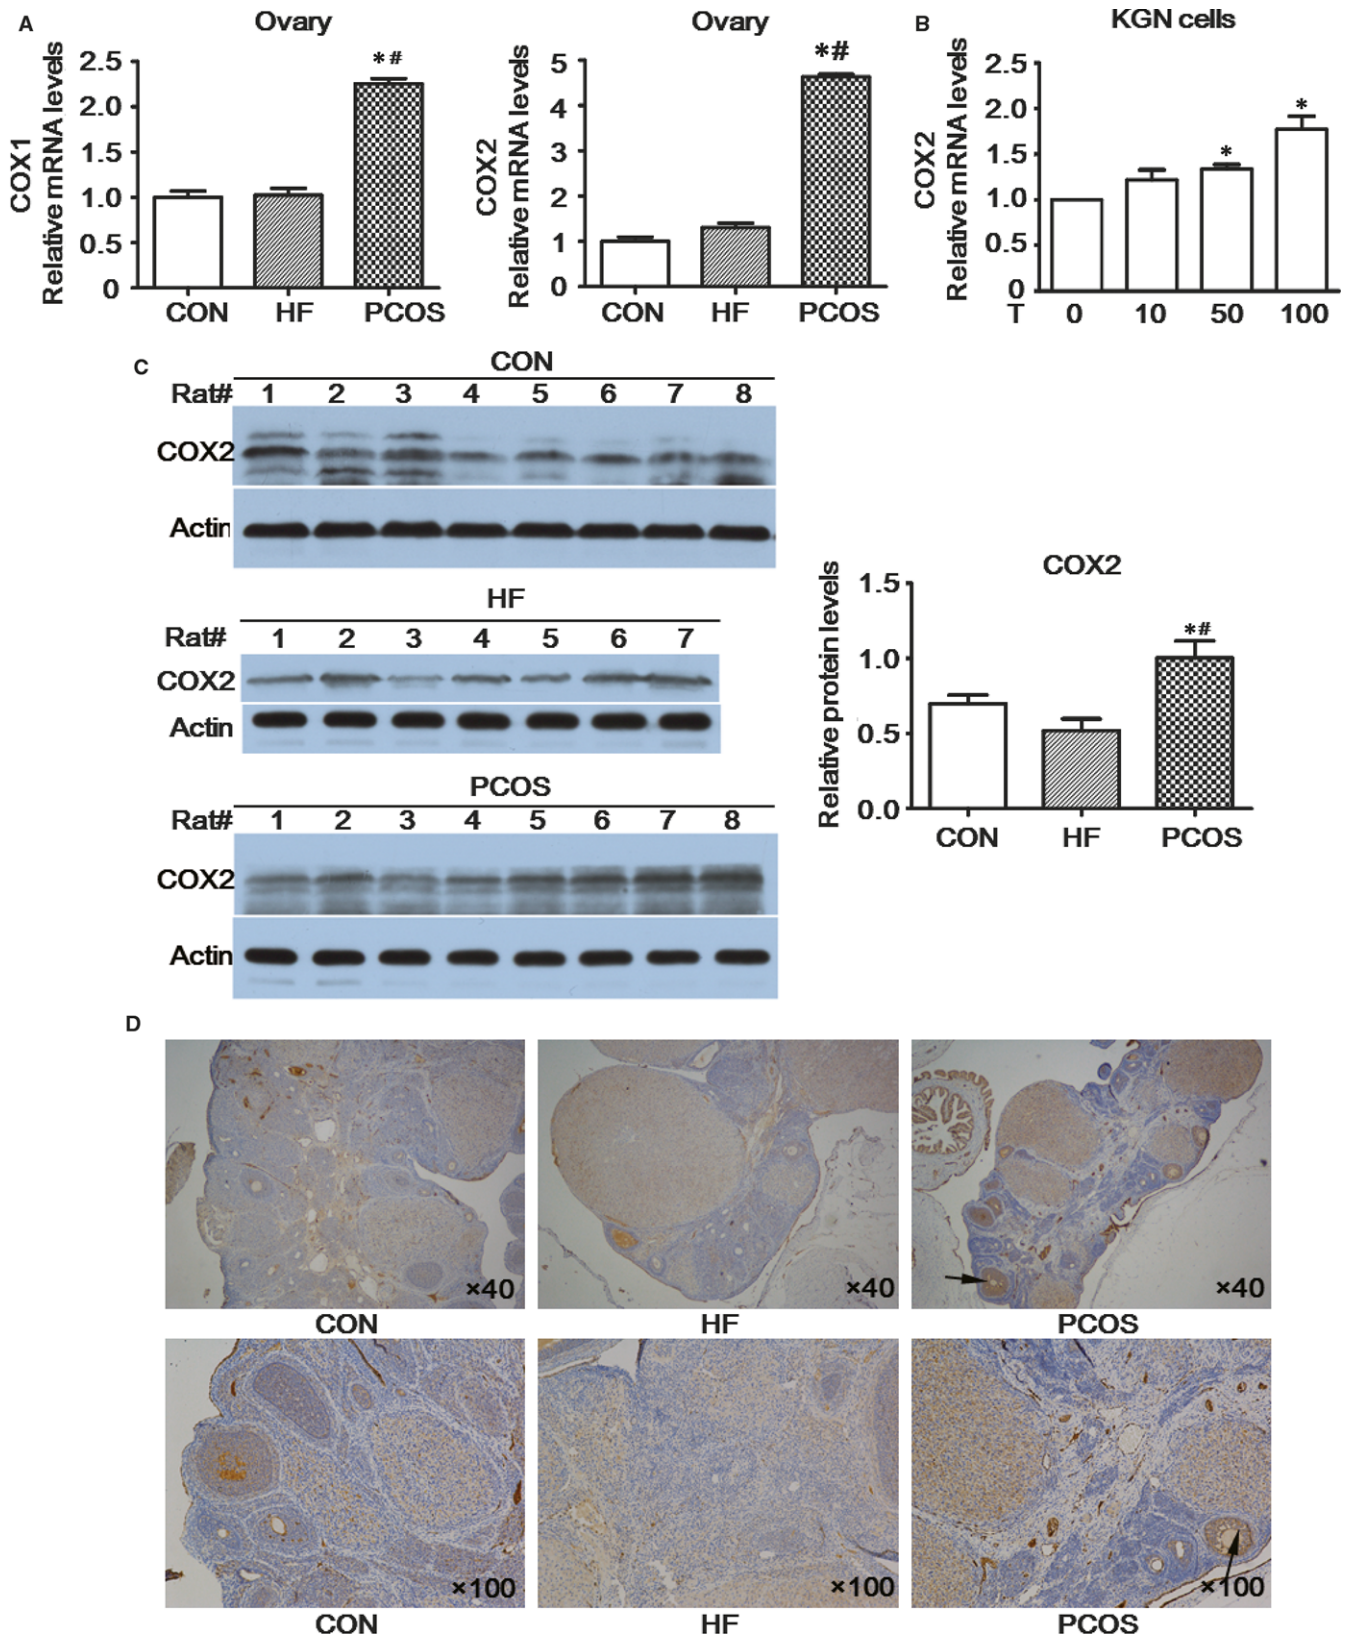 A
Ovary
COX1
Relative mRNA levels
2.5
2.0
1.5
1.0
0.5
0
*#
CON HF PCOS
Ovary
COX2
Relative mRNA levels
5
4
3
2
1
0
*#
CON HF PCOS
B
KGN cells
COX2
Relative mRNA levels
2.5
2.0
1.5
1.0
0.5
0
*
*
T 0 10 50 100
C
CON
Rat# 1 2 3 4 5 6 7 8
COX2
Actin
HF
Rat# 1 2 3 4 5 6 7
COX2
Actin
PCOS
Rat# 1 2 3 4 5 6 7 8
COX2
Actin
COX2
Relative protein levels
1.5
1.0
0.5
0.0
*#
CON HF PCOS
D
×40 ×40 ×40
CON HF PCOS
×100 ×100 ×100
CON HF PCOS